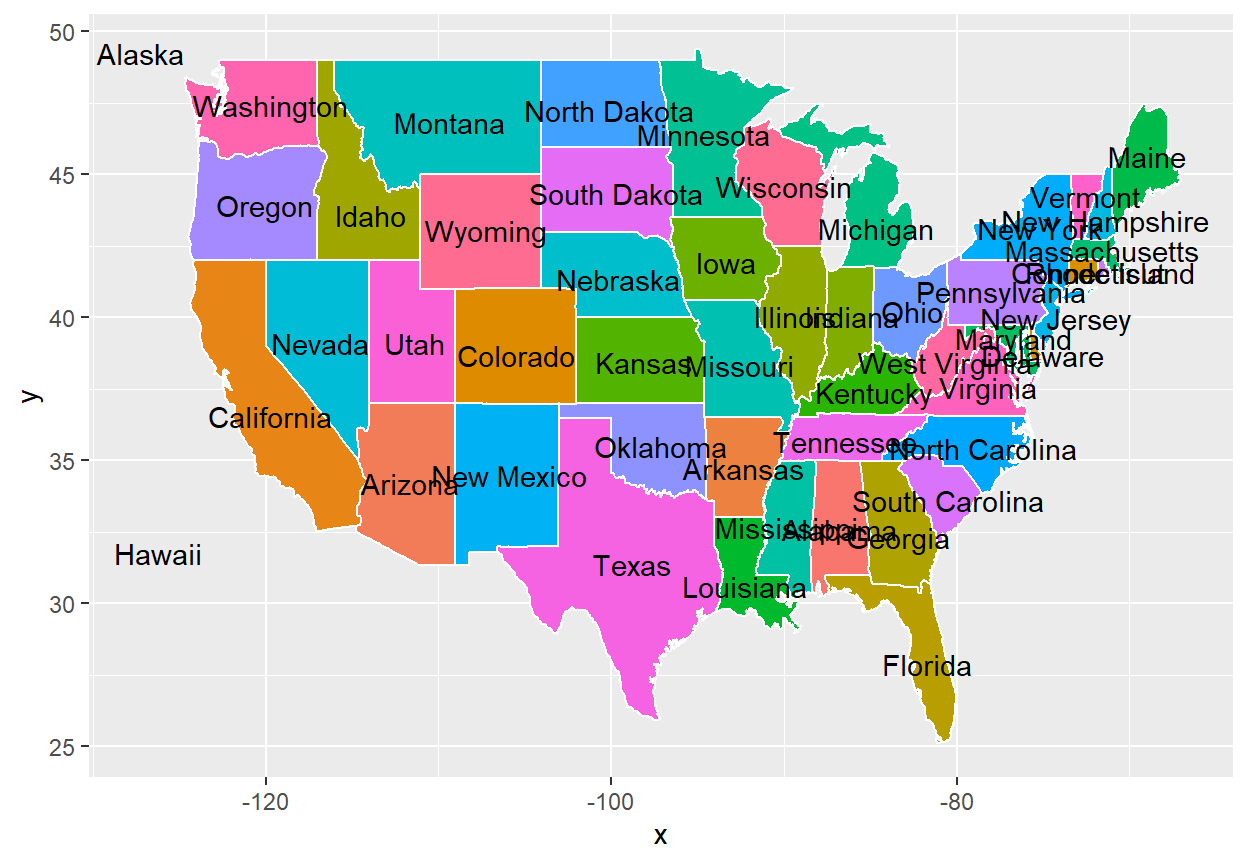 50
Alaska
Washington
North Dakota
Montana
Minnesota
Maine
45
Wisconsin
South Dakota
Vermont
Oregon
Idaho
New Hampshire
New York
Wyoming
Michigan
Massachusetts
Iowa
Connecticut
Rhode Island
Nebraska
Pennsylvania
Ohio
40
Illinois
Indiana
New Jersey
Nevada
Utah
Maryland
Colorado
Delaware
Kansas
Missouri
West Virginia
Virginia
Kentucky
California
Tennessee
35
Oklahoma
North Carolina
Arkansas
Arizona
New Mexico
South Carolina
Mississippi
Alabama
Georgia
Hawaii
Texas
Louisiana
30
Florida
25
-120
-100
-80
x
y